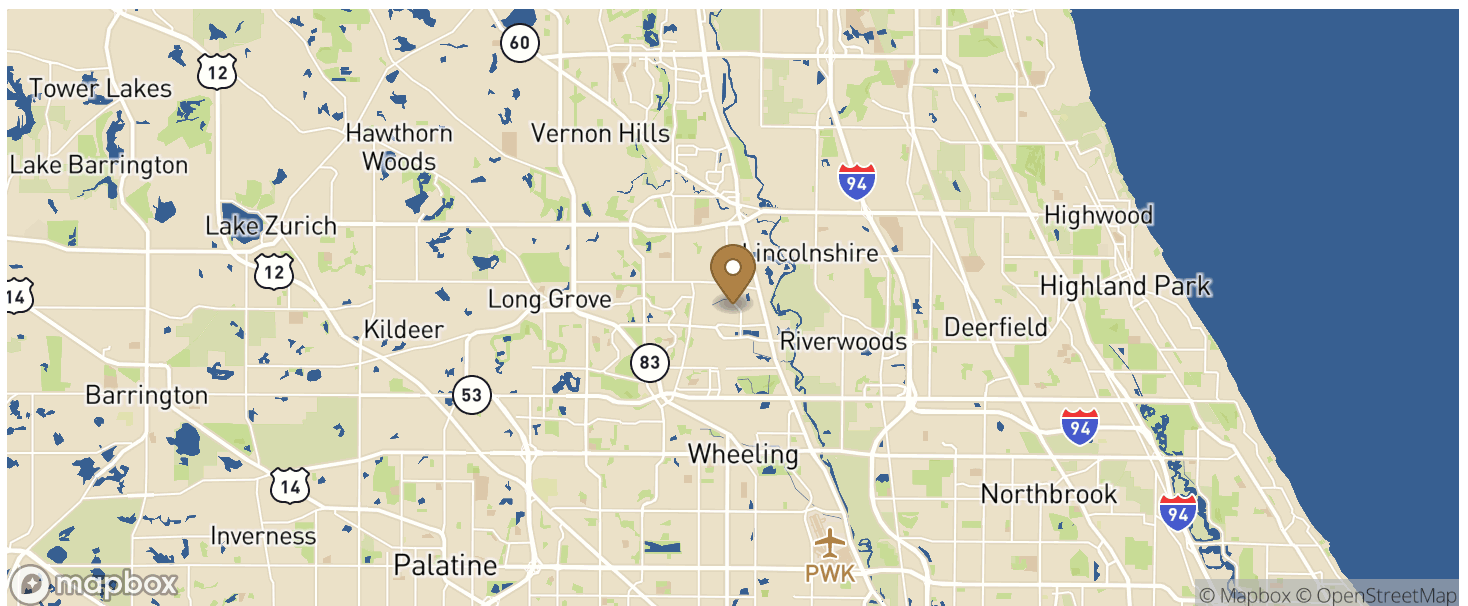 60
12
Tower Lakes
Hawthorn
Woods
Vernon Hills
Lake Barrington
94
Lake Zurich
Highwood
Lincolnshire
12
14
Long Grove
Highland Park
Kildeer
Deerfield
Riverwoods
83
53
Barrington
94
Wheeling
14
Northbrook
94
Inverness
Palatine
PWK
mapbox
© Mapbox © OpenStreetMap